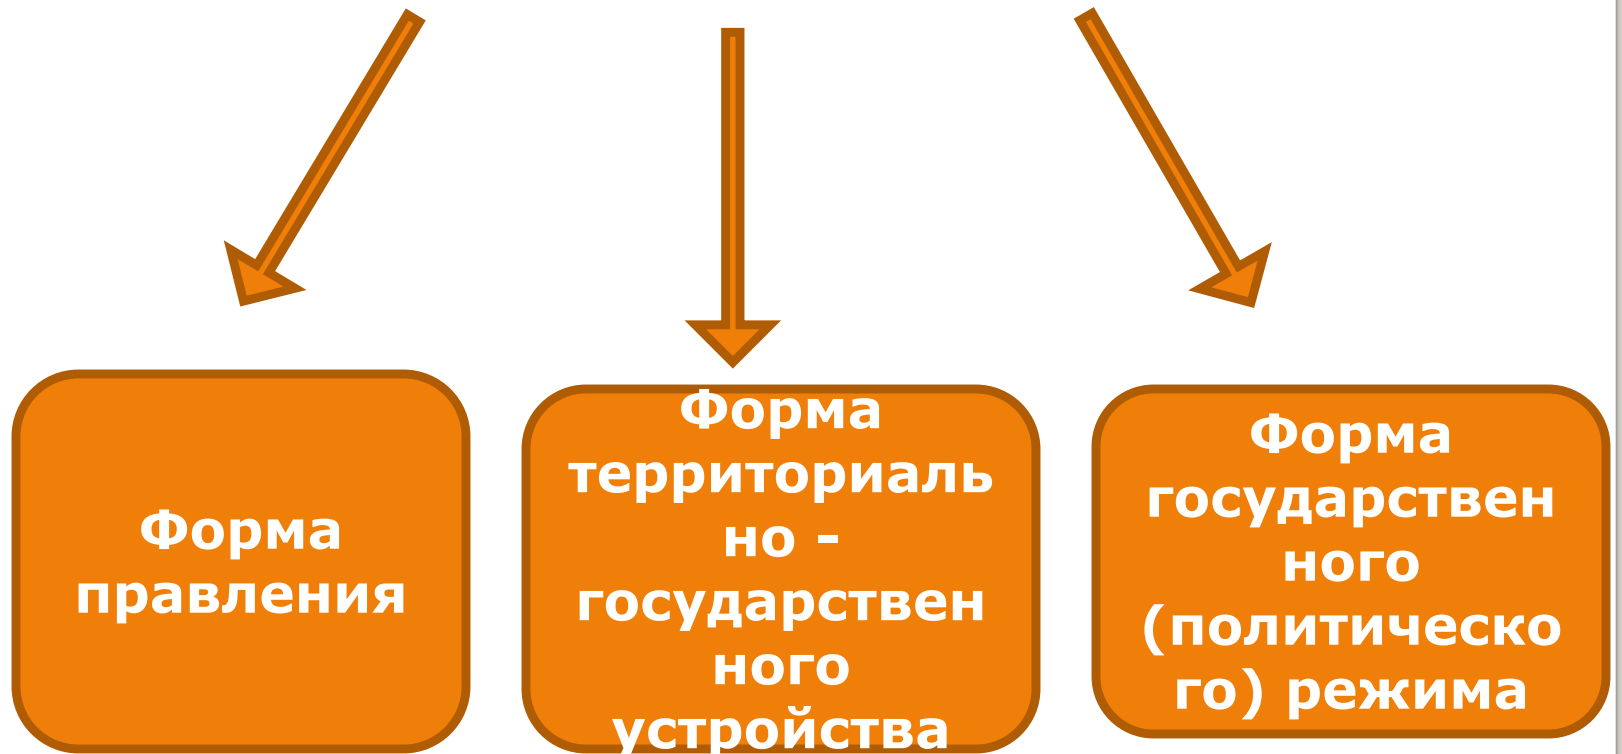 Форма
правления
Форма
территориаль
но -
государствен
ного
устройства
Форма
государствен
ного
(политическо
го) режима